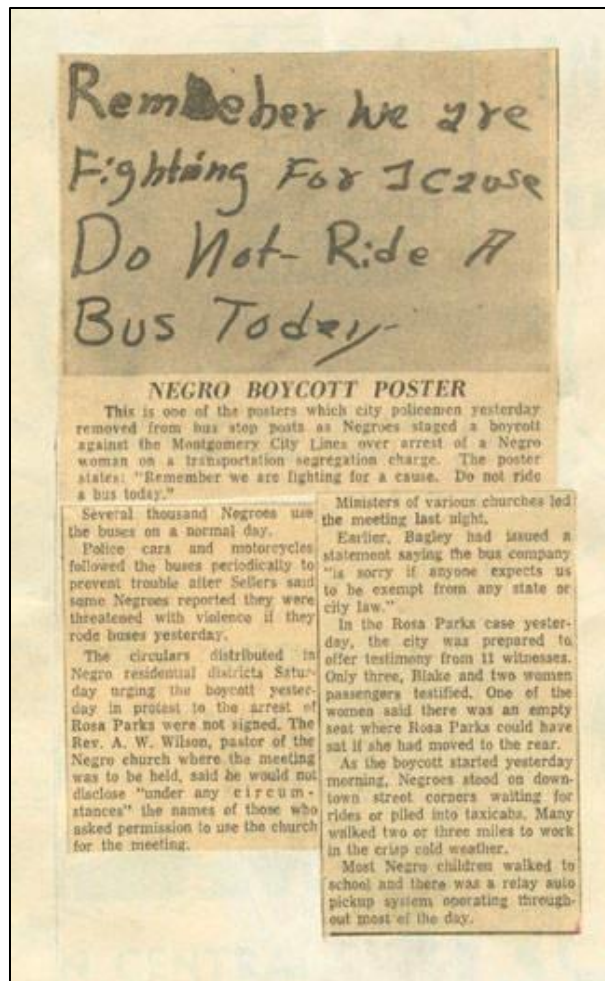 Remeber We are
Fighting For I Cause
Do Not- Ride A
Bus Today-
NEGRO BOYCOTT POSTER
This is one of the posters which city policemen yesterday
removed from bus stop posts as Negroes staged a boycott
against the Montgomery City Lines over arrest of a Negro
woman on a transportation segregation charge. The poster
states: "Remember we are fighting for a cause. Do not ride
a bus today."
Several thousand Negroes use
the buses on a normal day.
Police cars and motorcycles
followed the buses periodically to
prevent trouble after Sellers said
some Negroes reported they were
threatened with violence if they
rode buses yesterday.
The circulars distributed in
Negro residential districts Satur-
day urging the boycott yester-
day in protest to the arrest of
Rosa Parks were not signed. The
Rev. A. W. Wilson, pastor of the
Negro church where the meeting
was to be held, said he would not
disclose "under any circum-
stances" the names of those who
asked permission to use the church
for the meeting.
Ministers of various churches led
the meeting last night.
Earlier, Bagley had issued a
statement saying the bus company
"is sorry if anyone expects us
to be exempt from any state or
city law."
In the Rosa Parks case yester-
day, the city was prepared to
offer testimony from 11 witnesses.
Only three, Blake and two women
passengers testified. One of the
women said there was an empty
seat where Rosa Parks could have
sat if she had moved to the rear.
As the boycott started yesterday
morning, Negroes stood on down-
town street corners waiting for
rides or piled into taxicabs. Many
walked two or three miles to work
in the crisp cold weather.
Most Negro children walked to
school and there was a relay auto
pickup system operating through-
out most of the day.